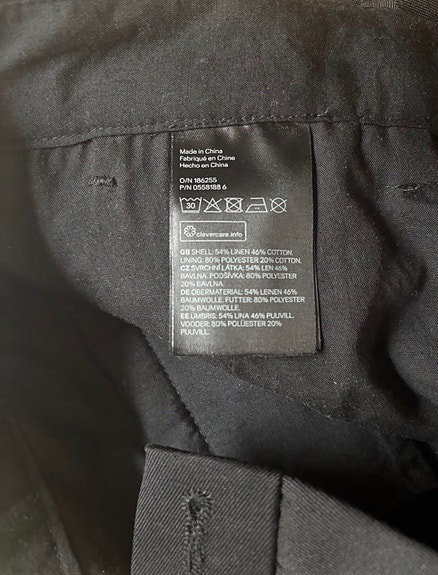 Made in China
Fabriqué en Chine
Hecho en China
O/N 186255
P/N 0558188 6
30
clevercare.info
GB SHELL: 54% LINEN 46% COTTON.
LINING: 80% POLYESTER 20% COTTON.
CZ SVRCHNÍ LÁTKA: 54% LEN 46%
BAVLNA. PODŠÍVKA: 80% POLYESTER
20% BAVLNA.
DE OBERMATERIAL: 54% LEINEN 46%
BAUMWOLLE. FUTTER: 80% POLYESTER
20% BAUMWOLLE.
EE ÜMBRIS: 54% LINA 46% PUUVILL.
VOODER: 80% POLÜESTER 20%
PUUVILL.